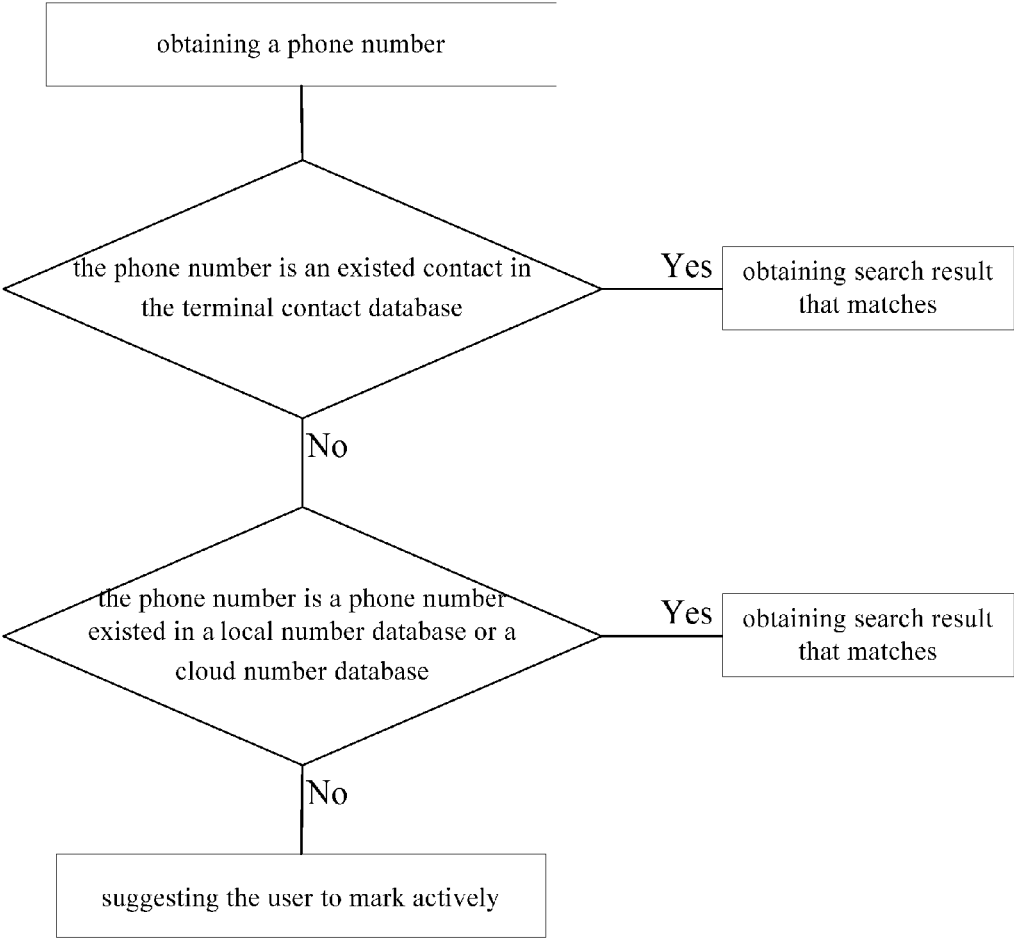 obtaining a phone number
the phone number is an existed contact in
the terminal contact database
Yes
obtaining search result
that matches
No
the phone number is a phone number
existed in a local number database or a
cloud number database
Yes
obtaining search result
that matches
No
suggesting the user to mark actively